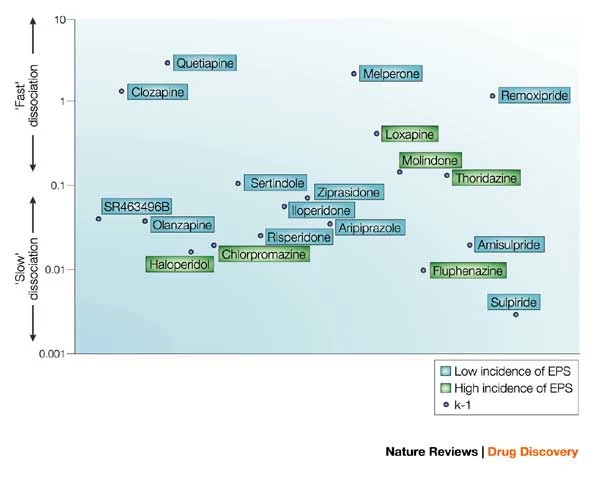 10
1
0.1
0.01
0.001
'Fast'
dissociation
'Slow'
dissociation
Quetiapine
Melperone
Clozapine
Remoxipride
Loxapine
Molindone
Thoridazine
Sertindole
Ziprasidone
SR463496B
Iloperidone
Olanzapine
Aripiprazole
Risperidone
Amisulpride
Chlorpromazine
Haloperidol
Fluphenazine
Sulpiride
Low incidence of EPS
High incidence of EPS
k-1
Nature Reviews | Drug Discovery